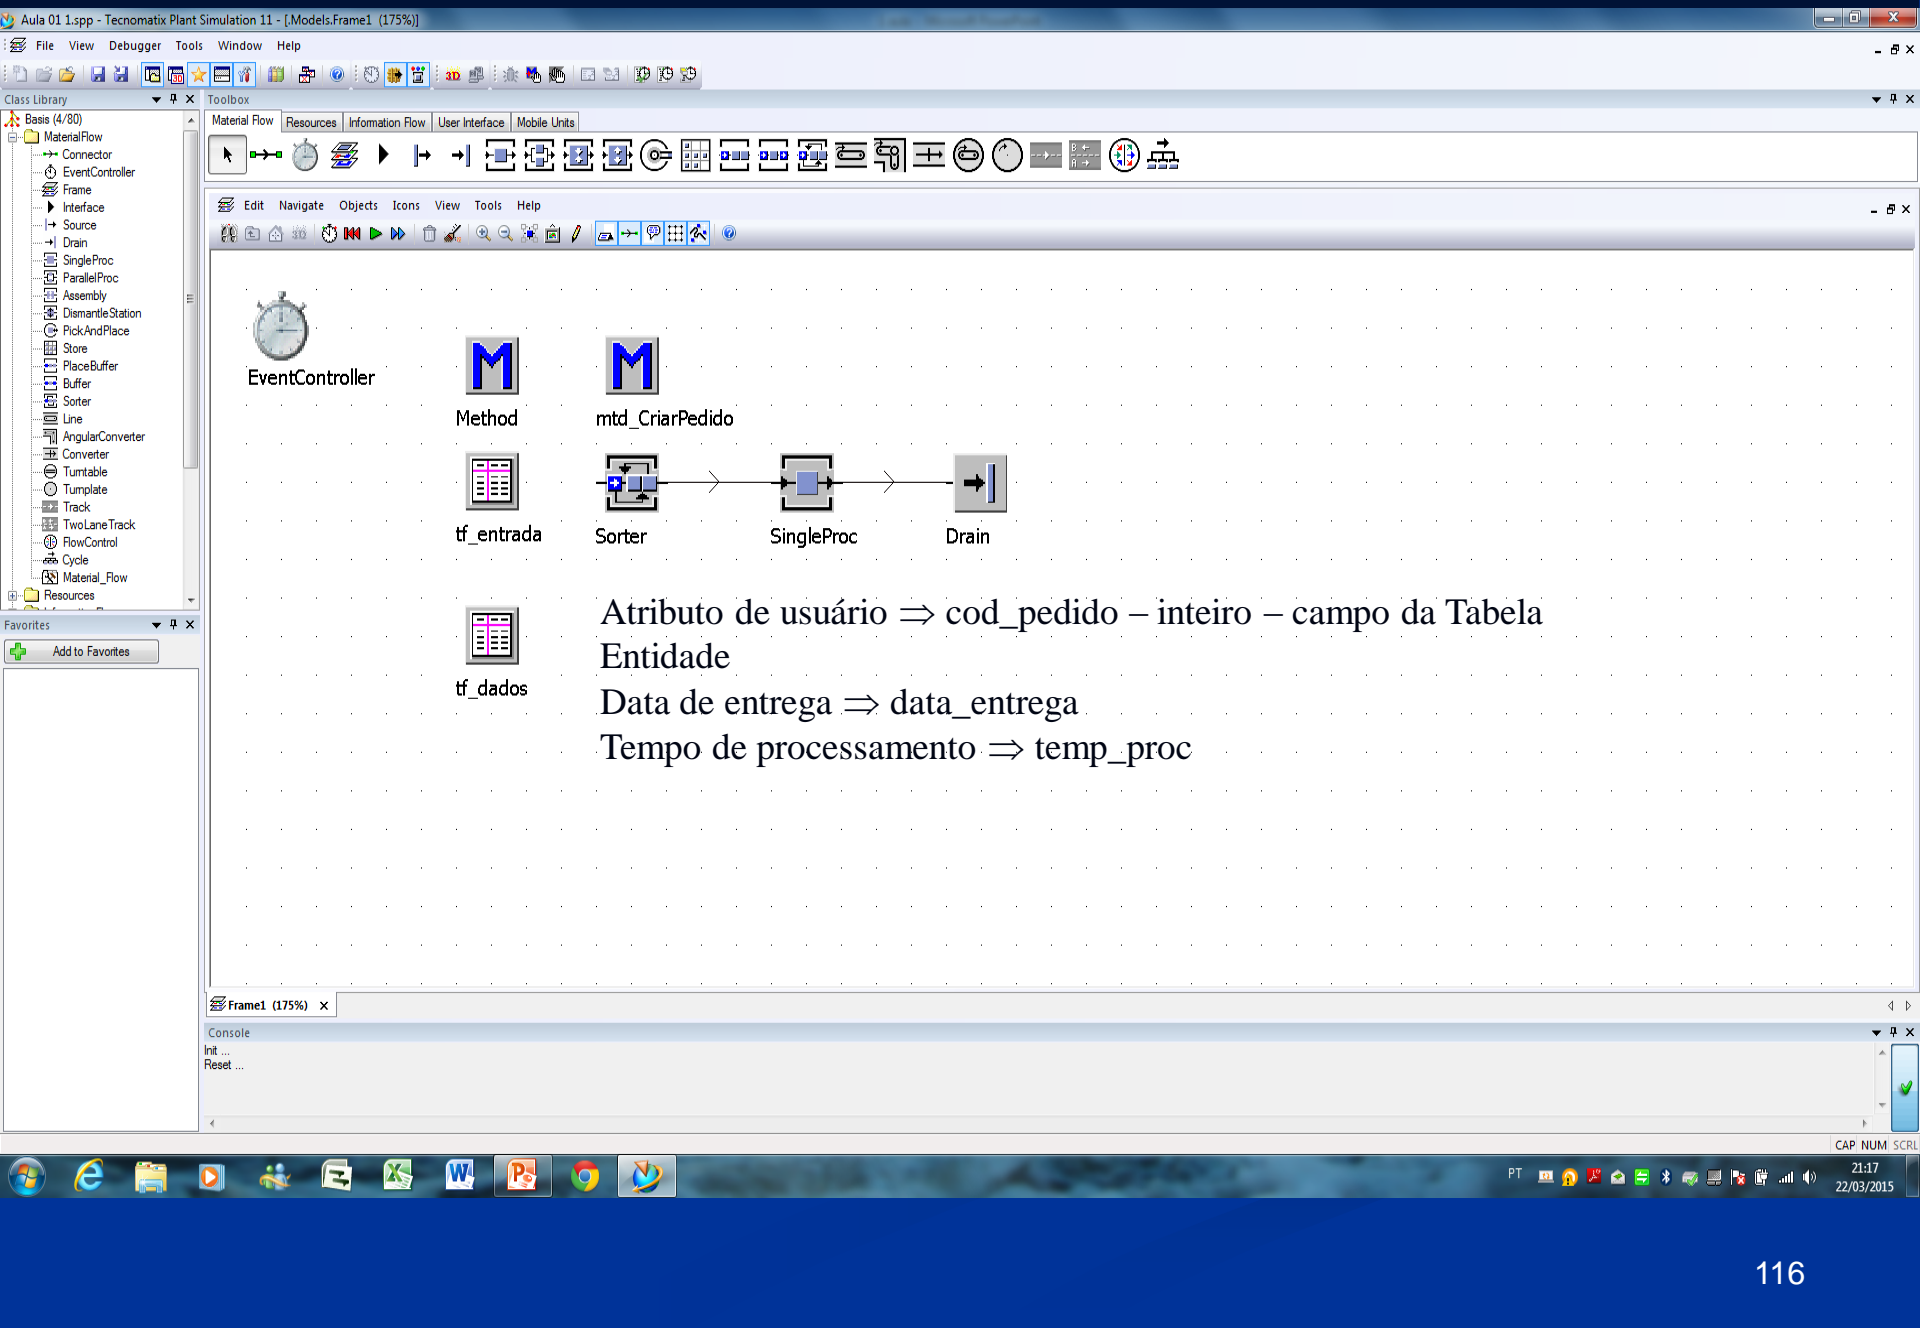 Aula 01 1.spp - Tecnomatix Plant Simulation 11 - [.Models.Frame1 (175%)]
File View Debugger Tools Window Help
Class Library
Toolbox
Basis (4/80)
MaterialFlow
Connector
EventController
Frame
Interface
Source
Drain
SingleProc
ParallelProc
Assembly
DismantleStation
PickAndPlace
Store
PlaceBuffer
Buffer
Sorter
Line
AngularConverter
Converter
Turntable
Turnplate
Track
TwoLaneTrack
FlowControl
Cycle
Material_Flow
Resources
Favorites
Add to Favorites
Material Flow Resources Information Flow User Interface Mobile Units
Edit Navigate Objects Icons View Tools Help
EventController
Method
mtd_CriarPedido
tf_entrada
Sorter
SingleProc
Drain
tf_dados
Atributo de usuário ⇒ cod_pedido – inteiro – campo da Tabela
Entidade
Data de entrega ⇒ data_entrega
Tempo de processamento ⇒ temp_proc
Frame1 (175%)
Console
Init ...
Reset ...
CAP NUM SCRL
PT
21:17
22/03/2015
116